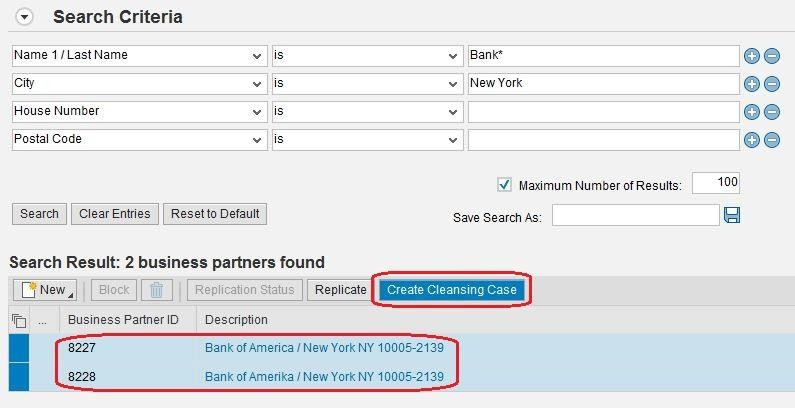 Search Criteria
Name 1 / Last Name is Bank*
City is New York
House Number is
Postal Code is
Maximum Number of Results: 100
Search Clear Entries Reset to Default Save Search As:
Search Result: 2 business partners found
New Block Replication Status Replicate Create Cleansing Case
... Business Partner ID Description
8227 Bank of America / New York NY 10005-2139
8228 Bank of Amerika / New York NY 10005-2139